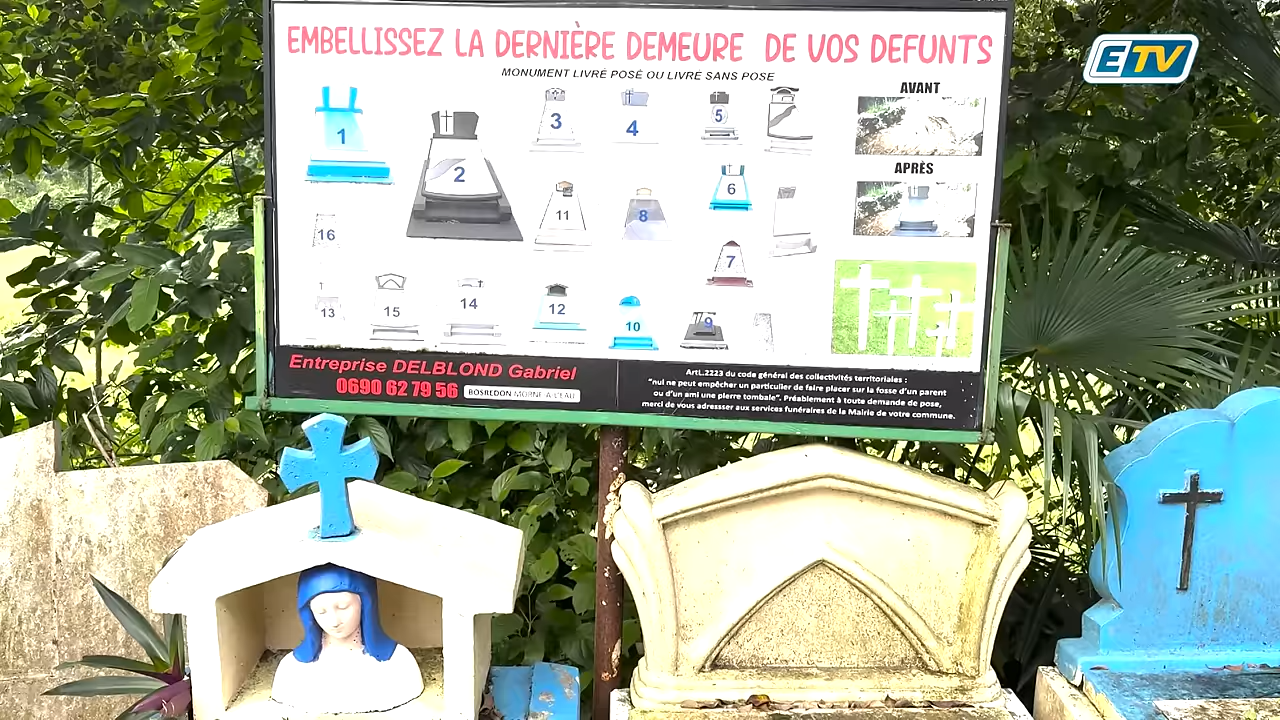 EMBELLISSEZ LA DERNIÈRE DEMEURE DE VOS DEFUNTS
MONUMENT LIVRÉ POSÉ OU LIVRÉ SANS POSE
ETV
AVANT
1
2
3
4
5
APRÈS
6
16
11
8
7
13
15
14
12
10
9
Entreprise DELBLOND Gabriel
0690 62 79 56 BOSREDON MORNE-A-L'EAU
ArtL.2223 du code général des collectivités territoriales :
"nul ne peut empêcher un particulier de faire placer sur la fosse d'un parent
ou d'un ami une pierre tombale". Préablement à toute demande de pose,
merci de vous adressser aux services funéraires de la Mairie de votre commune.